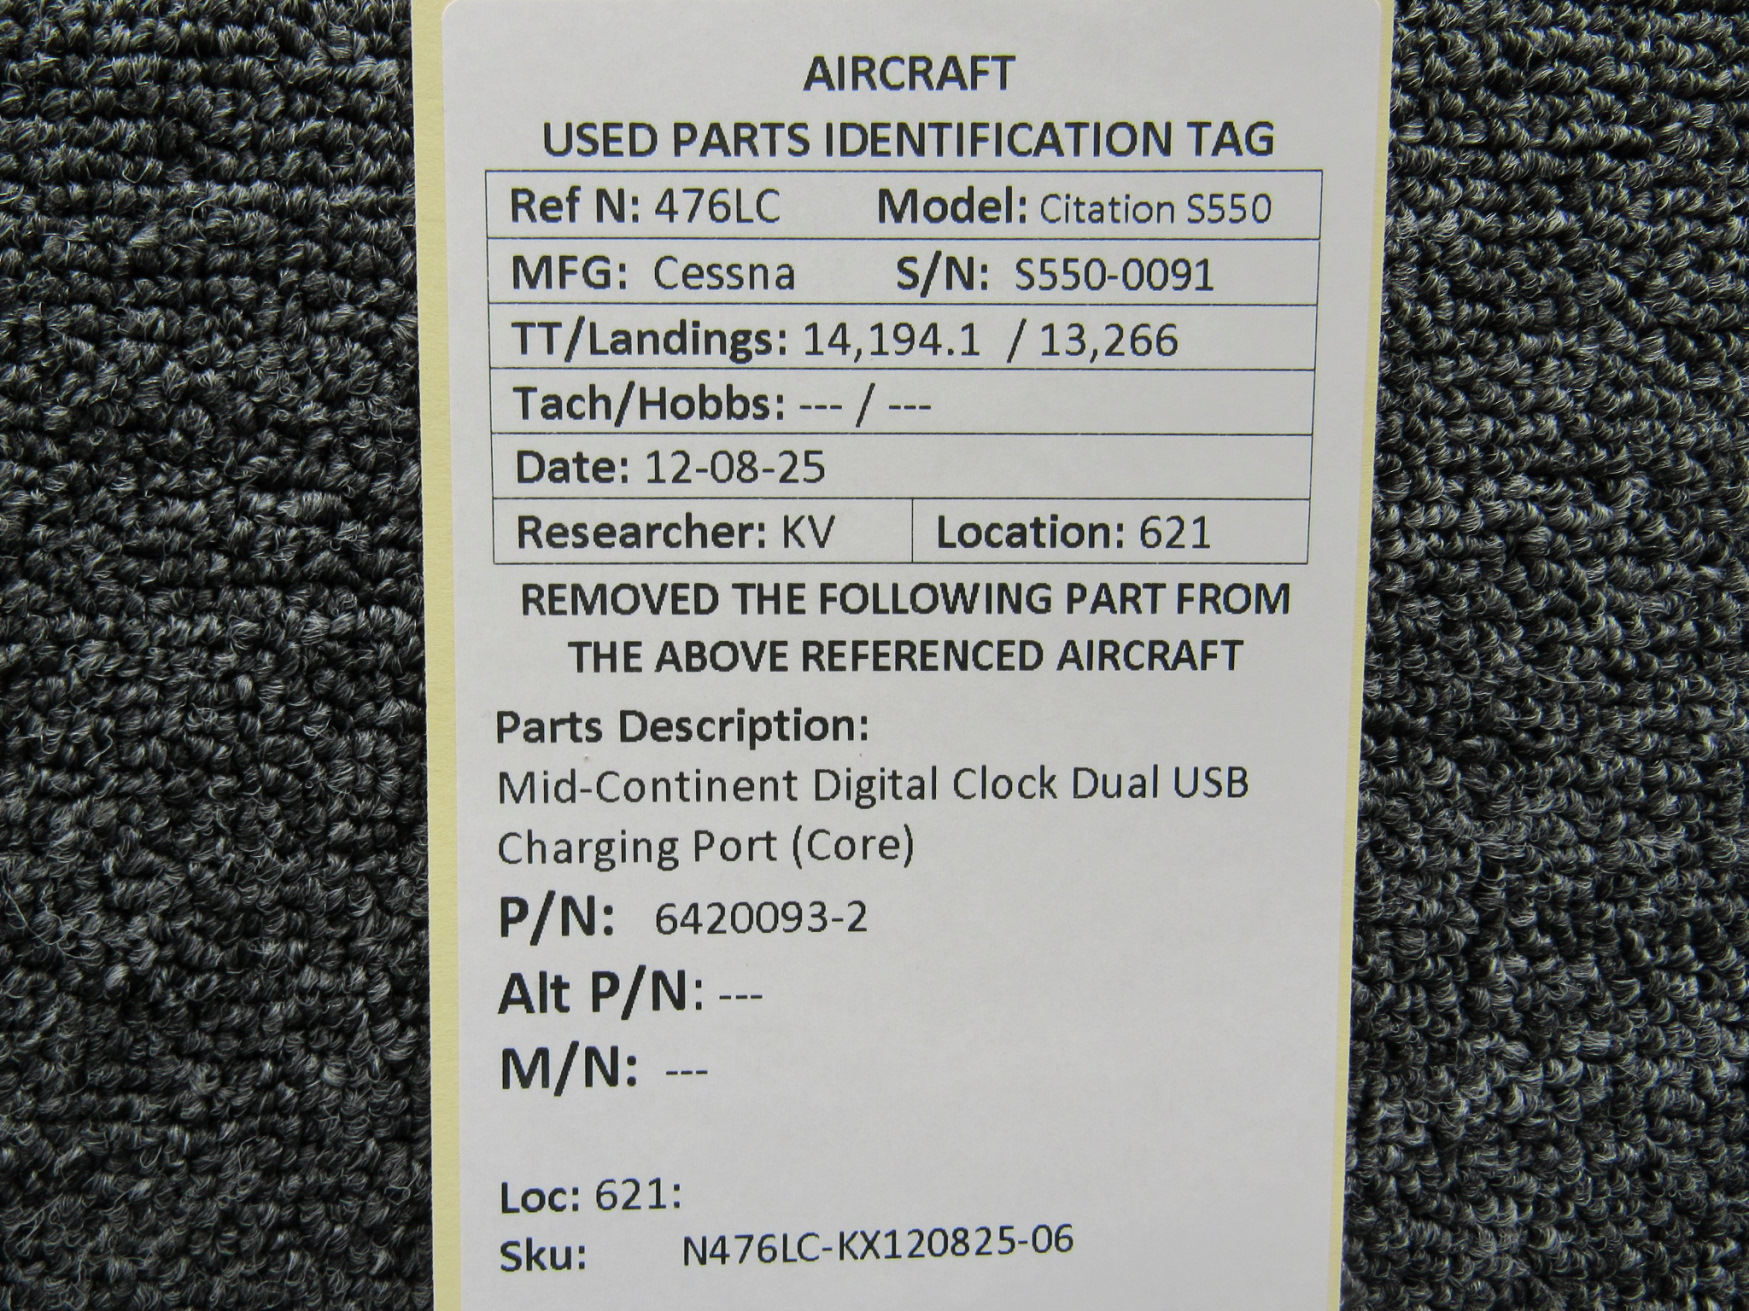 AIRCRAFT
USED PARTS IDENTIFICATION TAG
Ref N: 476LC Model: Citation S550
MFG: Cessna S/N: S550-0091
TT/Landings: 14,194.1 / 13,266
Tach/Hobbs: --- / ---
Date: 12-08-25
Researcher: KV Location: 621
REMOVED THE FOLLOWING PART FROM
THE ABOVE REFERENCED AIRCRAFT
Parts Description:
Mid-Continent Digital Clock Dual USB
Charging Port (Core)
P/N: 6420093-2
Alt P/N: ---
M/N: ---
Loc: 621:
Sku: N476LC-KX120825-06